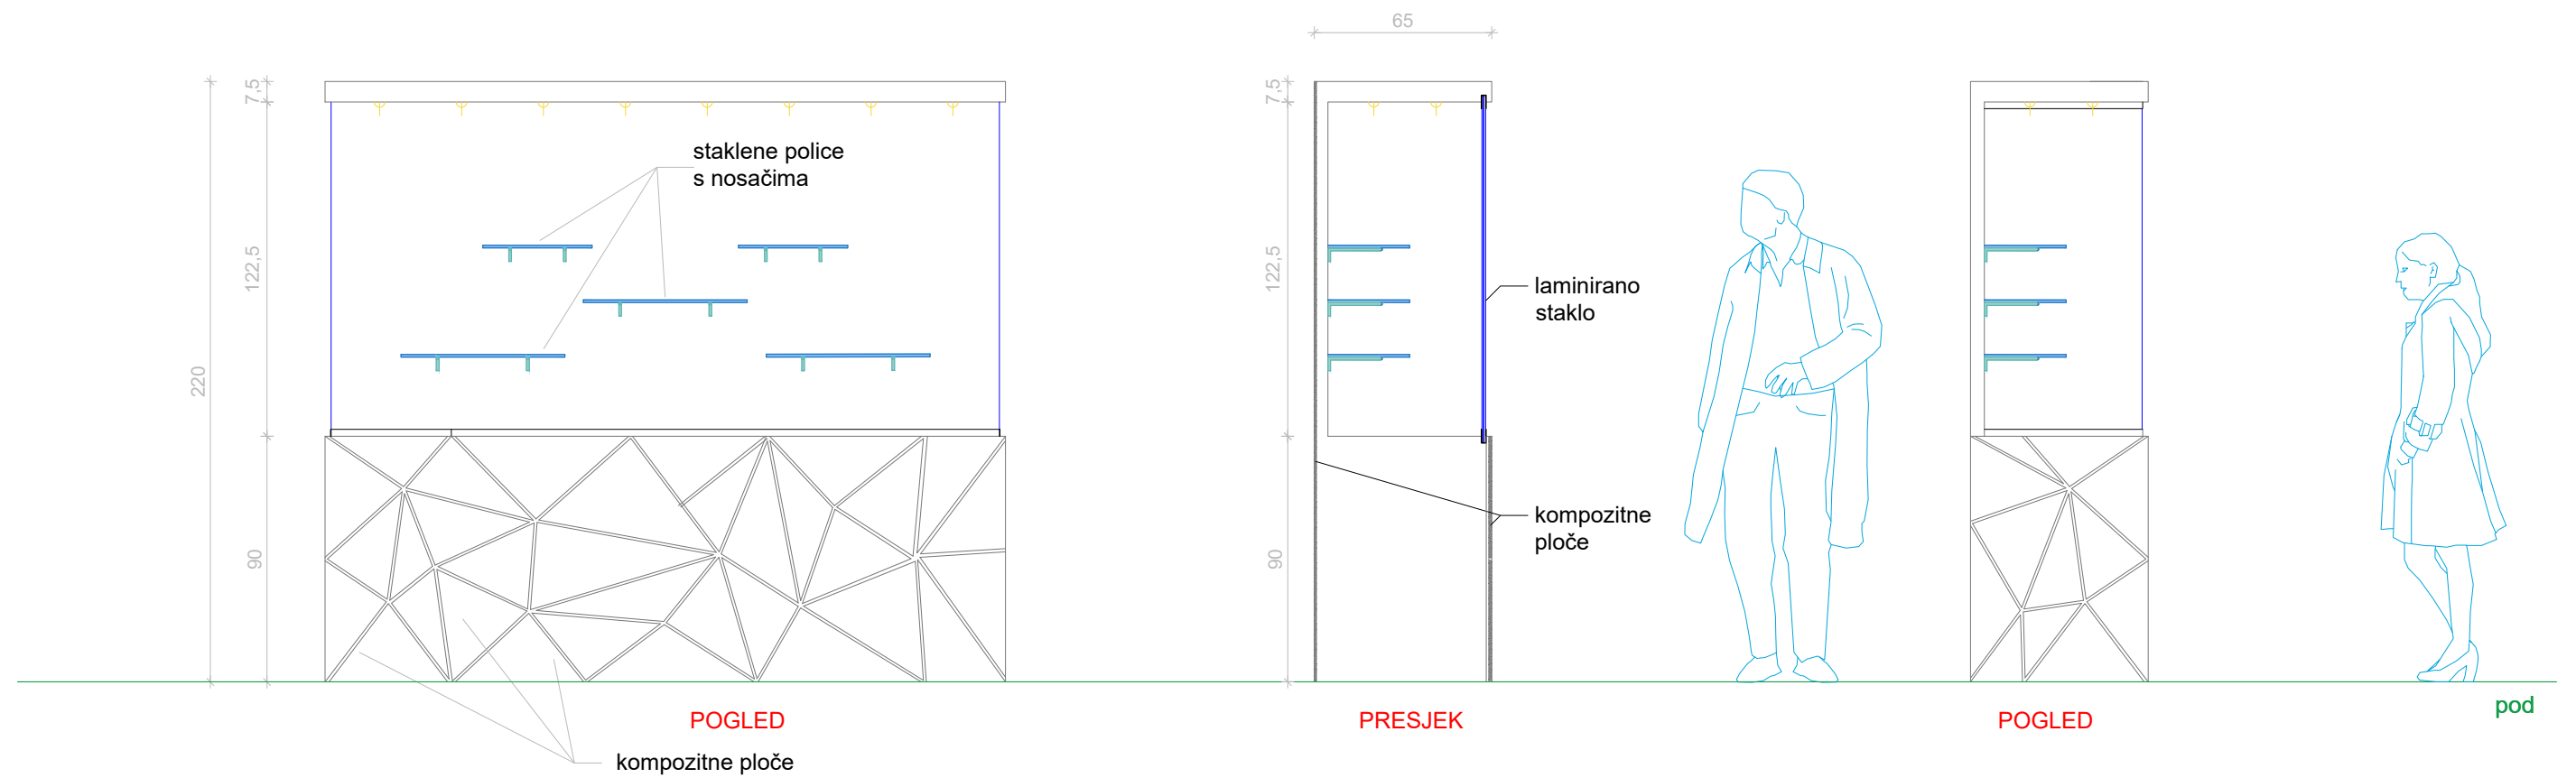 65
7,5
7,5
staklene police
s nosačima
122,5
122,5
laminirano
staklo
220
kompozitne
ploče
90
90
pod
POGLED
PRESJEK
POGLED
kompozitne ploče